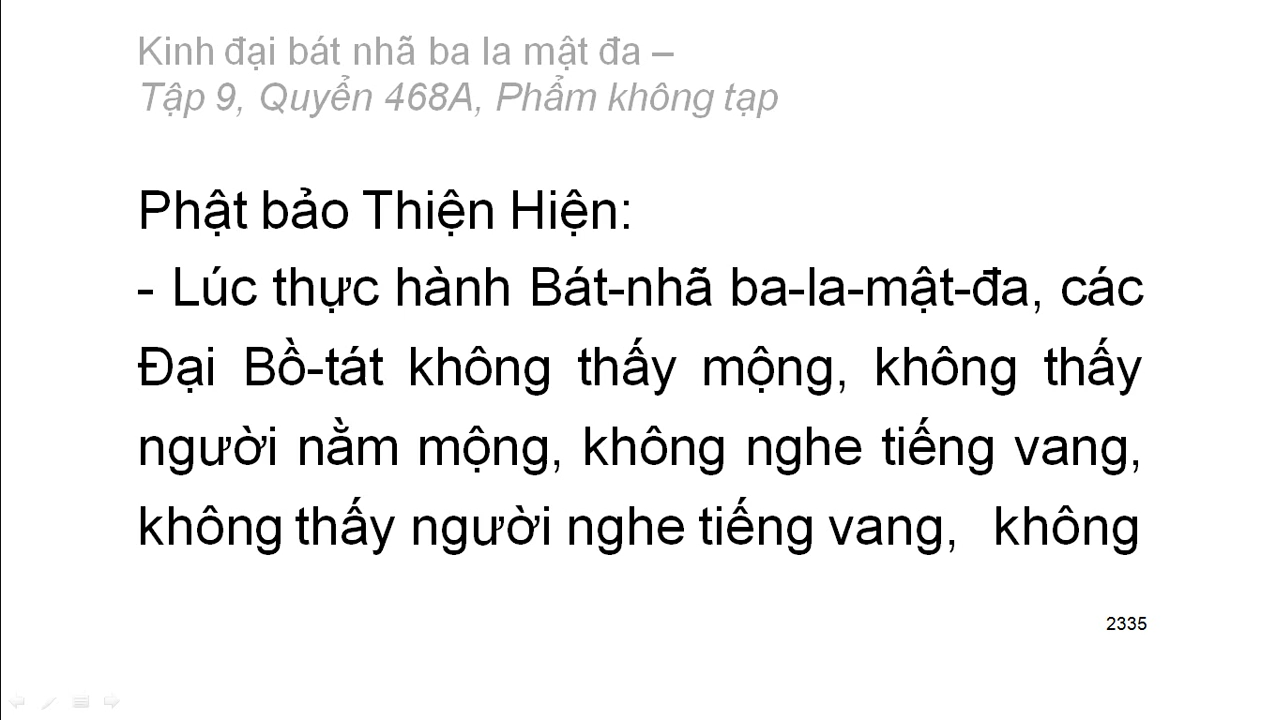 Kinh đại bát nhã ba la mật đa –
Tập 9, Quyển 468A, Phẩm không tạp
Phật bảo Thiện Hiện:
- Lúc thực hành Bát-nhã ba-la-mật-đa, các
Đại Bồ-tát không thấy mộng, không thấy
người nằm mộng, không nghe tiếng vang,
không thấy người nghe tiếng vang, không
2335